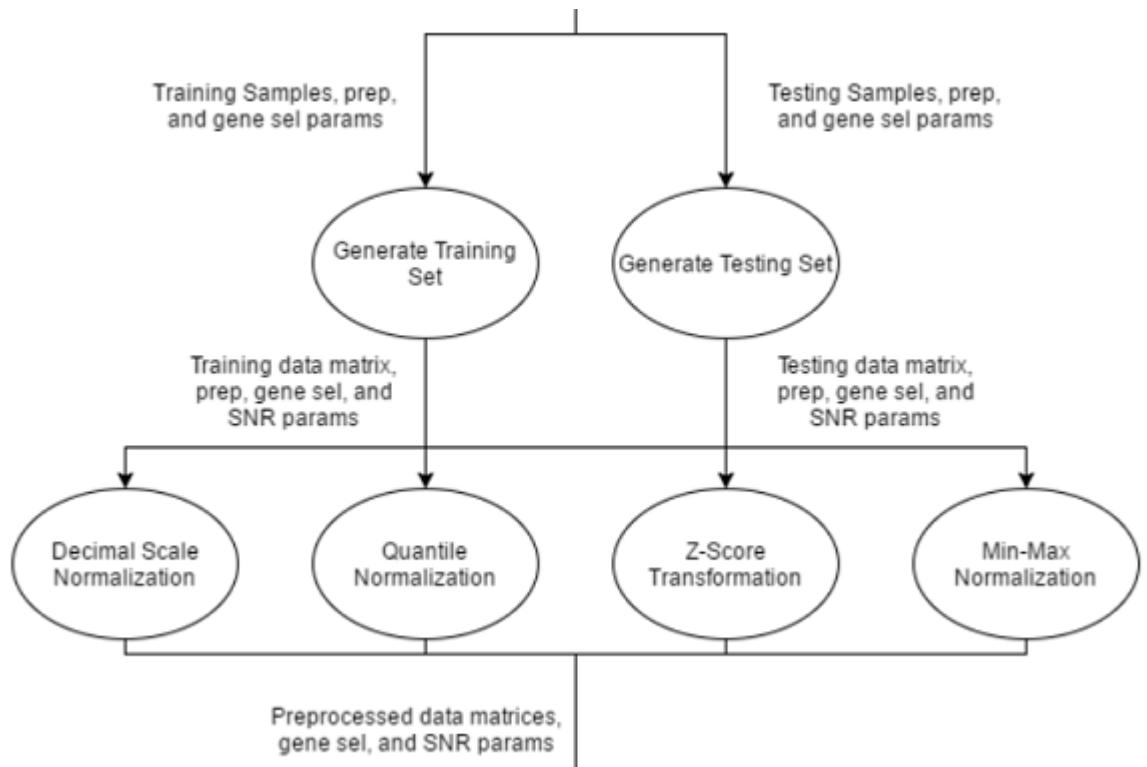 Training Samples, prep,
and gene sel params
Testing Samples, prep,
and gene sel params
Generate Training
Set
Generate Testing Set
Training data matrix,
prep, gene sel, and
SNR params
Testing data matrix,
prep, gene sel, and
SNR params
Decimal Scale
Normalization
Quantile
Normalization
Z-Score
Transformation
Min-Max
Normalization
Preprocessed data matrices,
gene sel, and SNR params